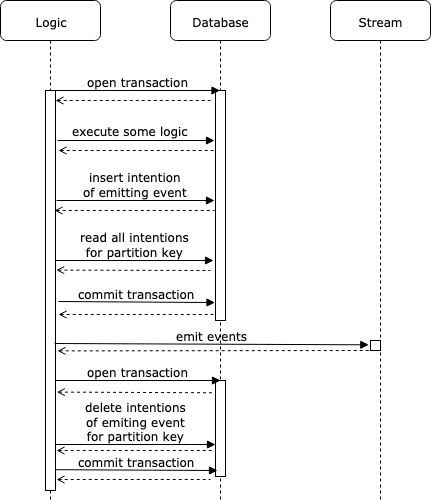 Logic
Database
Stream
open transaction
execute some logic
insert intention
of emitting event
read all intentions
for partition key
commit transaction
emit events
open transaction
delete intentions
of emiting event
for partition key
commit transaction